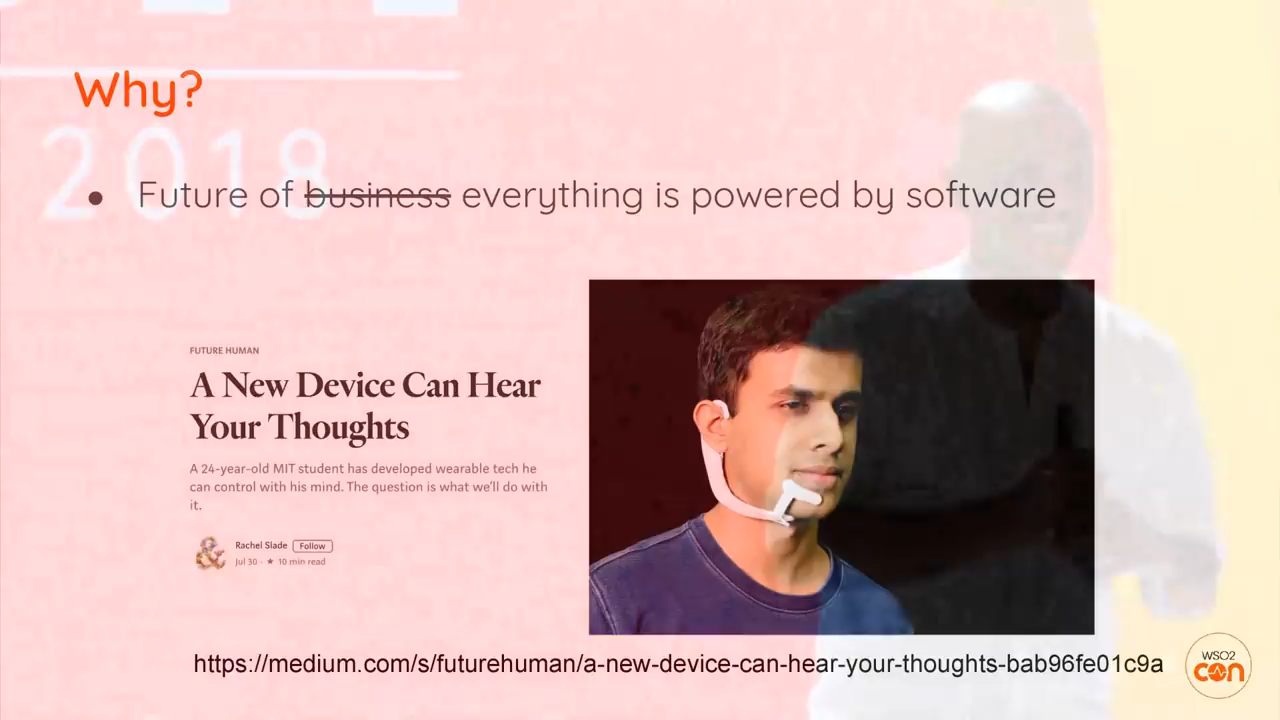 Why?
2018
● Future of ~~business~~ everything is powered by software
FUTURE HUMAN
A New Device Can Hear
Your Thoughts
A 24-year-old MIT student has developed wearable tech he
can control with his mind. The question is what we'll do with
it.
Rachel Slade Follow
Jul 30 · ★ 10 min read
https://medium.com/s/futurehuman/a-new-device-can-hear-your-thoughts-bab96fe01c9a
WSO2
con